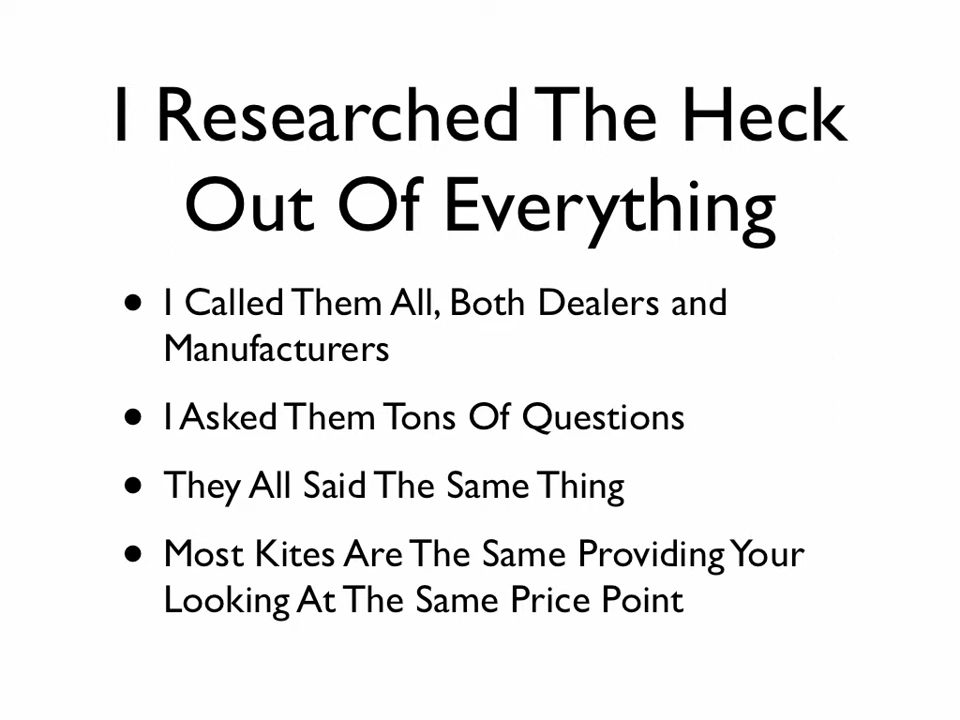 I Researched The Heck
Out Of Everything
• I Called Them All, Both Dealers and
Manufacturers
• I Asked Them Tons Of Questions
• They All Said The Same Thing
• Most Kites Are The Same Providing Your
Looking At The Same Price Point